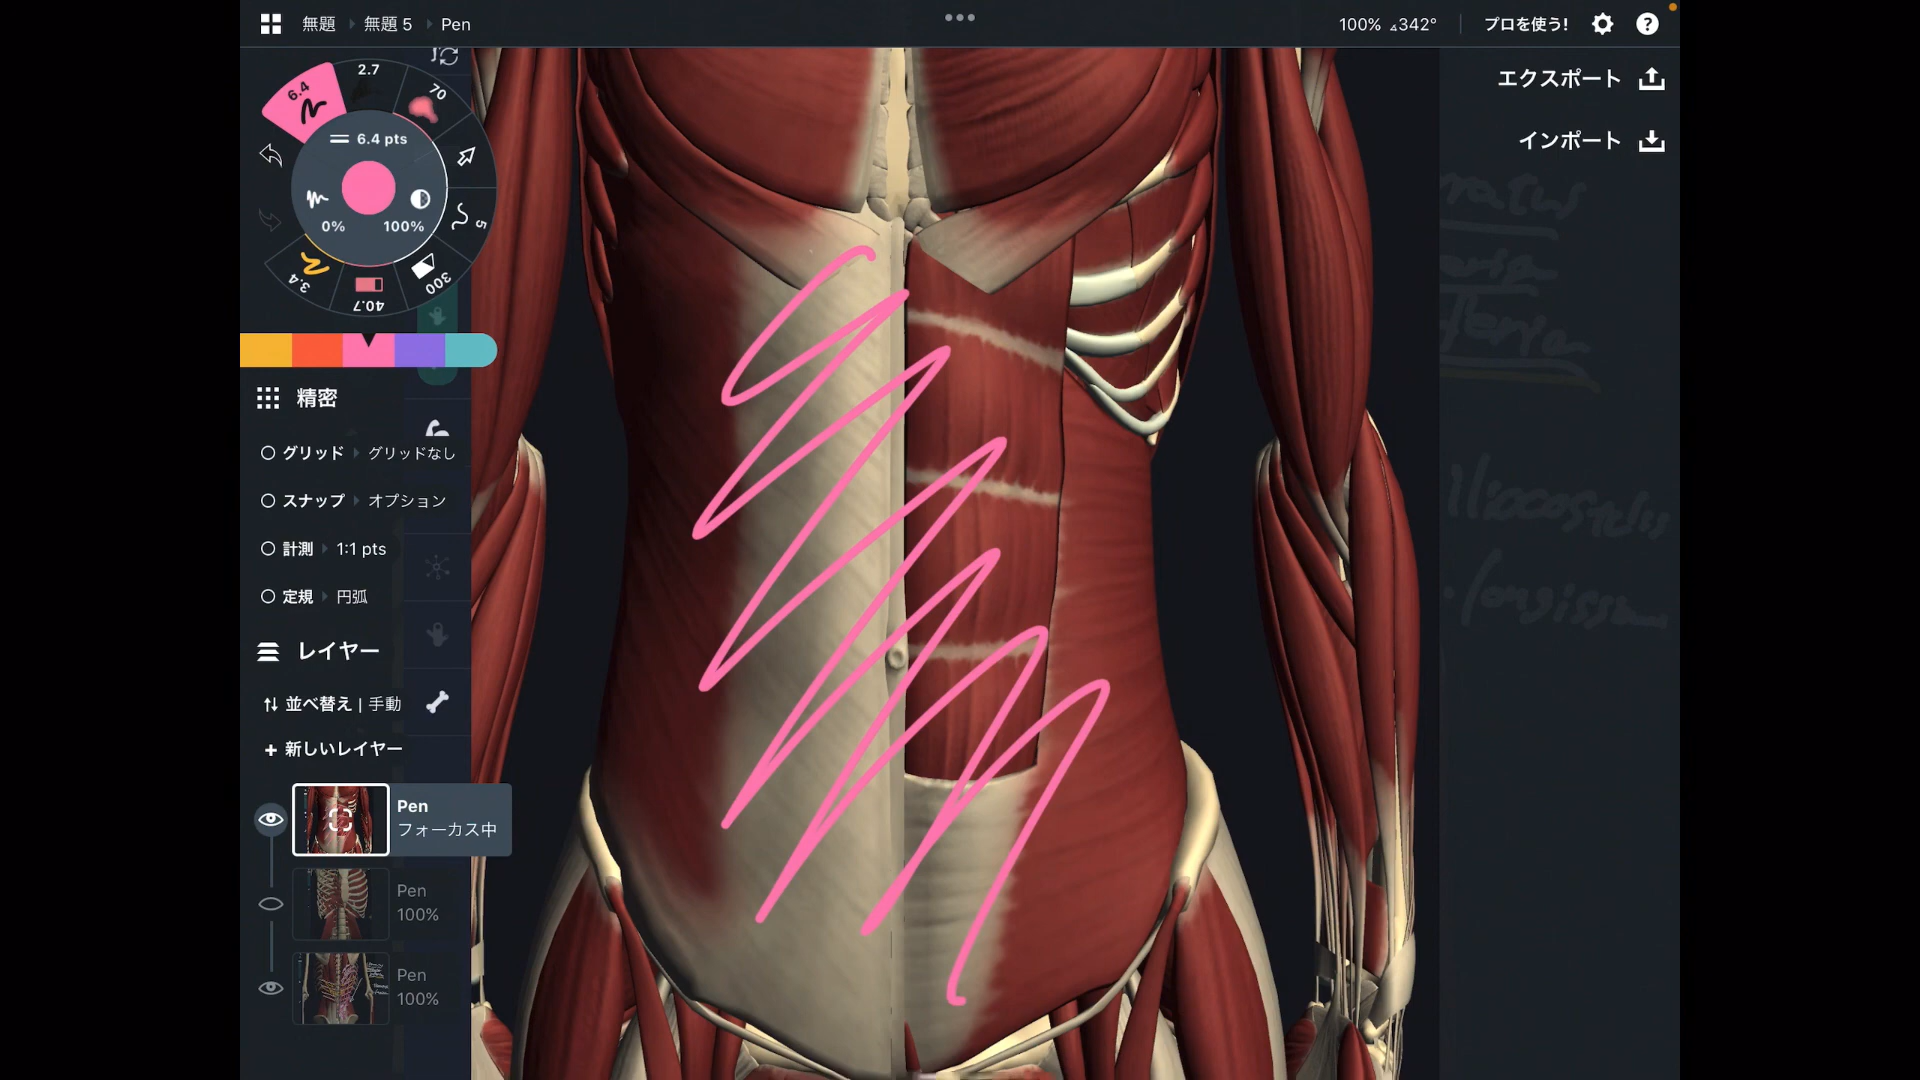 無題 無題 5 Pen
100% 342°
プロを使う!
エクスポート
インポート
2.7
6.4
70
6.4 pts
0% 100%
5
3.4
40.7
300
精密
グリッド グリッドなし
スナップ オプション
計測 1:1 pts
定規 円弧
レイヤー
並べ替え | 手動
+ 新しいレイヤー
Pen
フォーカス中
Pen
100%
Pen
100%